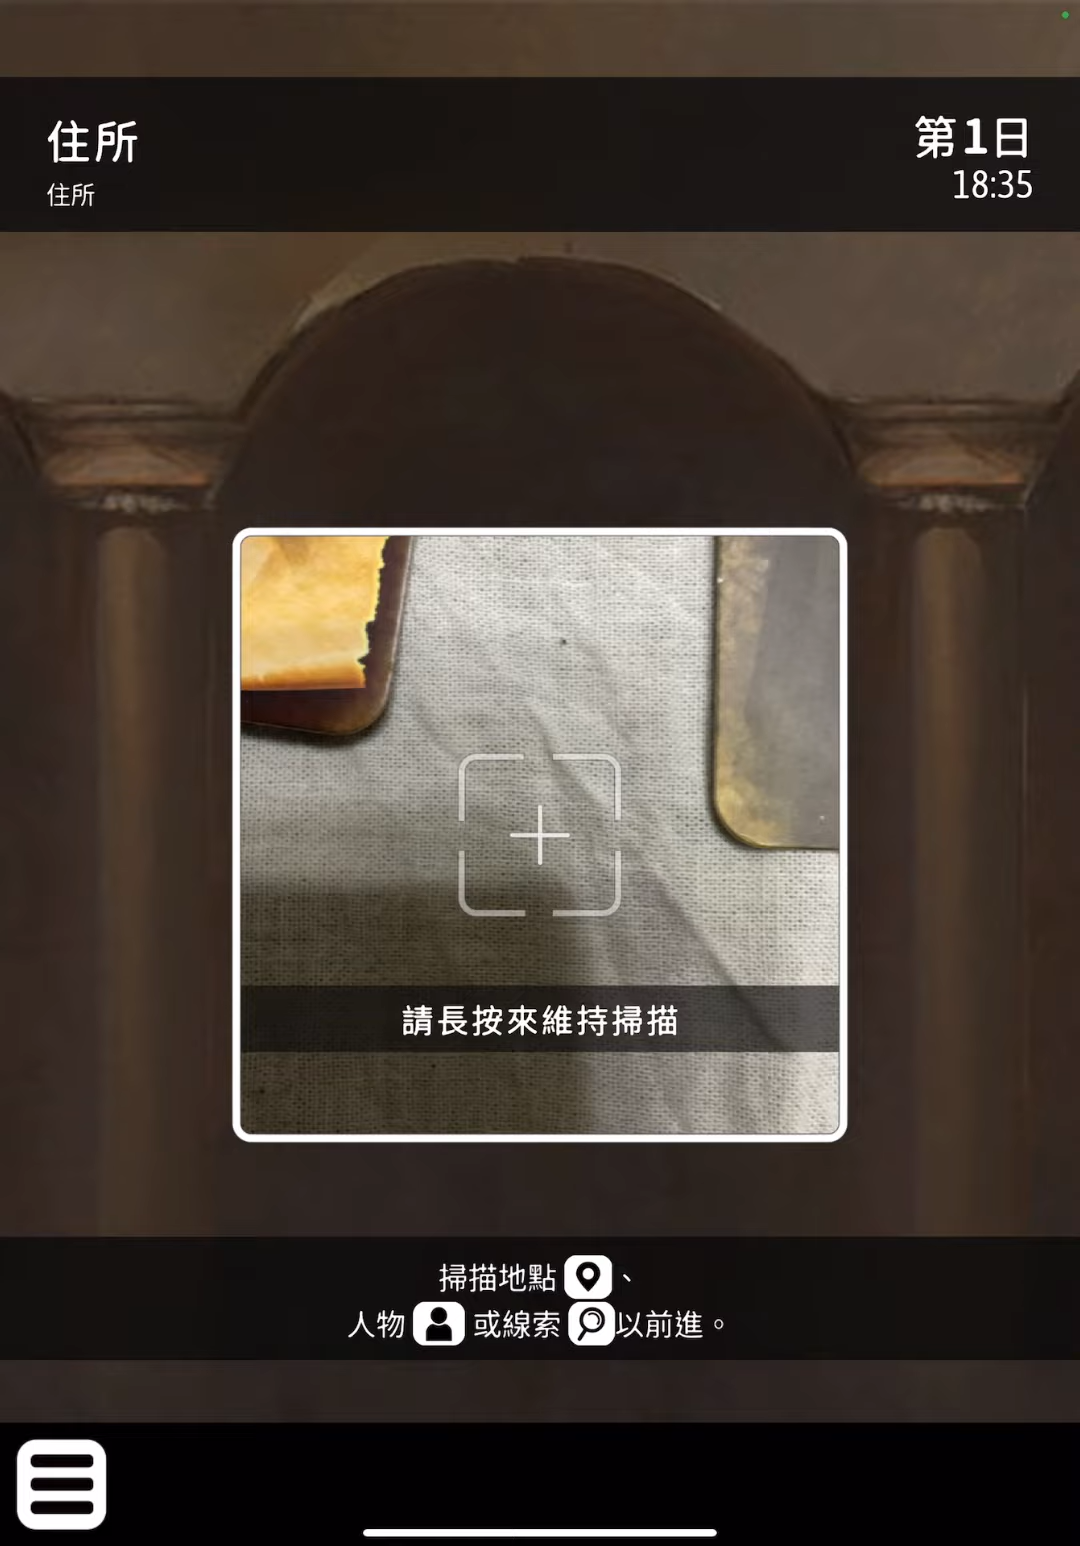 住所
住所
第1日
18:35
請長按來維持掃描
掃描地點、
人物 或線索 以前進。